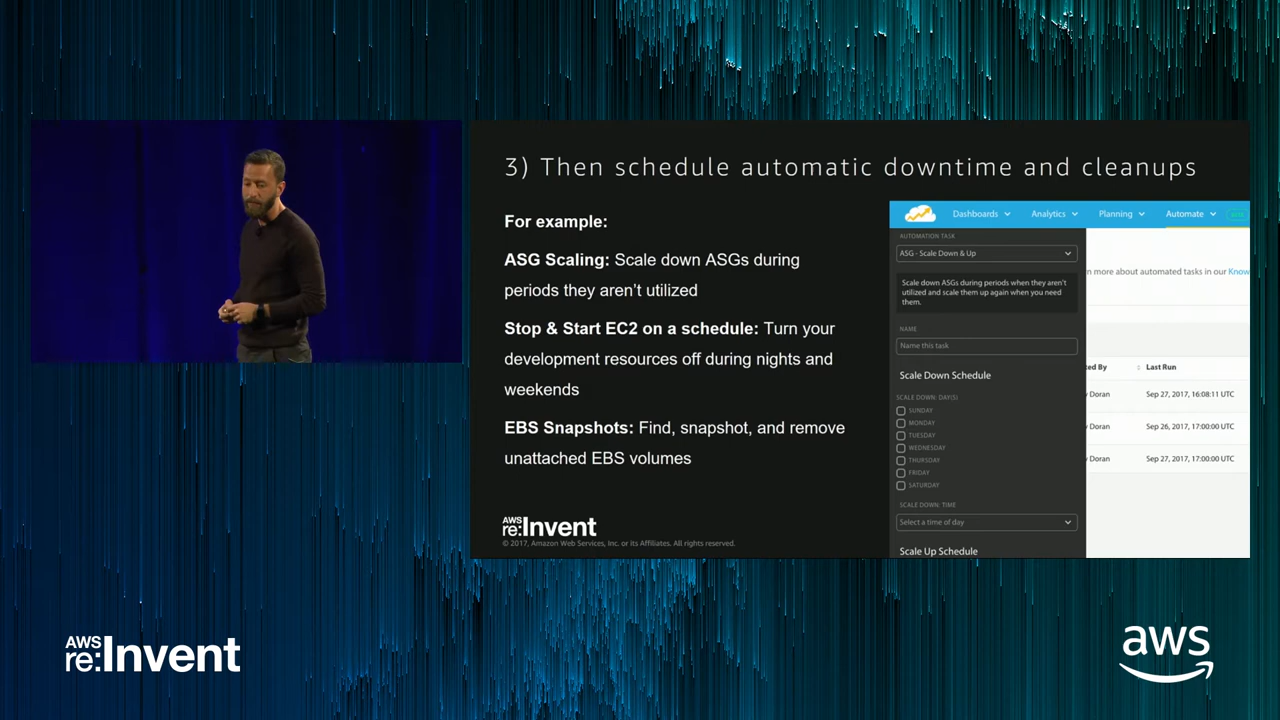 3) Then schedule automatic downtime and cleanups
For example:
ASG Scaling: Scale down ASGs during
periods they aren't utilized
Stop & Start EC2 on a schedule: Turn your
development resources off during nights and
weekends
EBS Snapshots: Find, snapshot, and remove
unattached EBS volumes
AWS
re:Invent
© 2017, Amazon Web Services, Inc. or its Affiliates. All rights reserved.
Dashboards Analytics Planning Automate
AUTOMATION TASK
ASG - Scale Down & Up
Scale down ASGs during periods when they aren't
utilized and scale them up again when you need
them.
NAME
Name this task
Scale Down Schedule
SCALE DOWN: DAY(S)
SUNDAY
MONDAY
TUESDAY
WEDNESDAY
THURSDAY
FRIDAY
SATURDAY
SCALE DOWN: TIME
Select a time of day
Scale Up Schedule
n more about automated tasks in our Know
ed By Last Run
Doran Sep 27, 2017, 16:08:11 UTC
Doran Sep 26, 2017, 17:00:00 UTC
Doran Sep 27, 2017, 17:00:00 UTC
AWS
re:Invent
aws